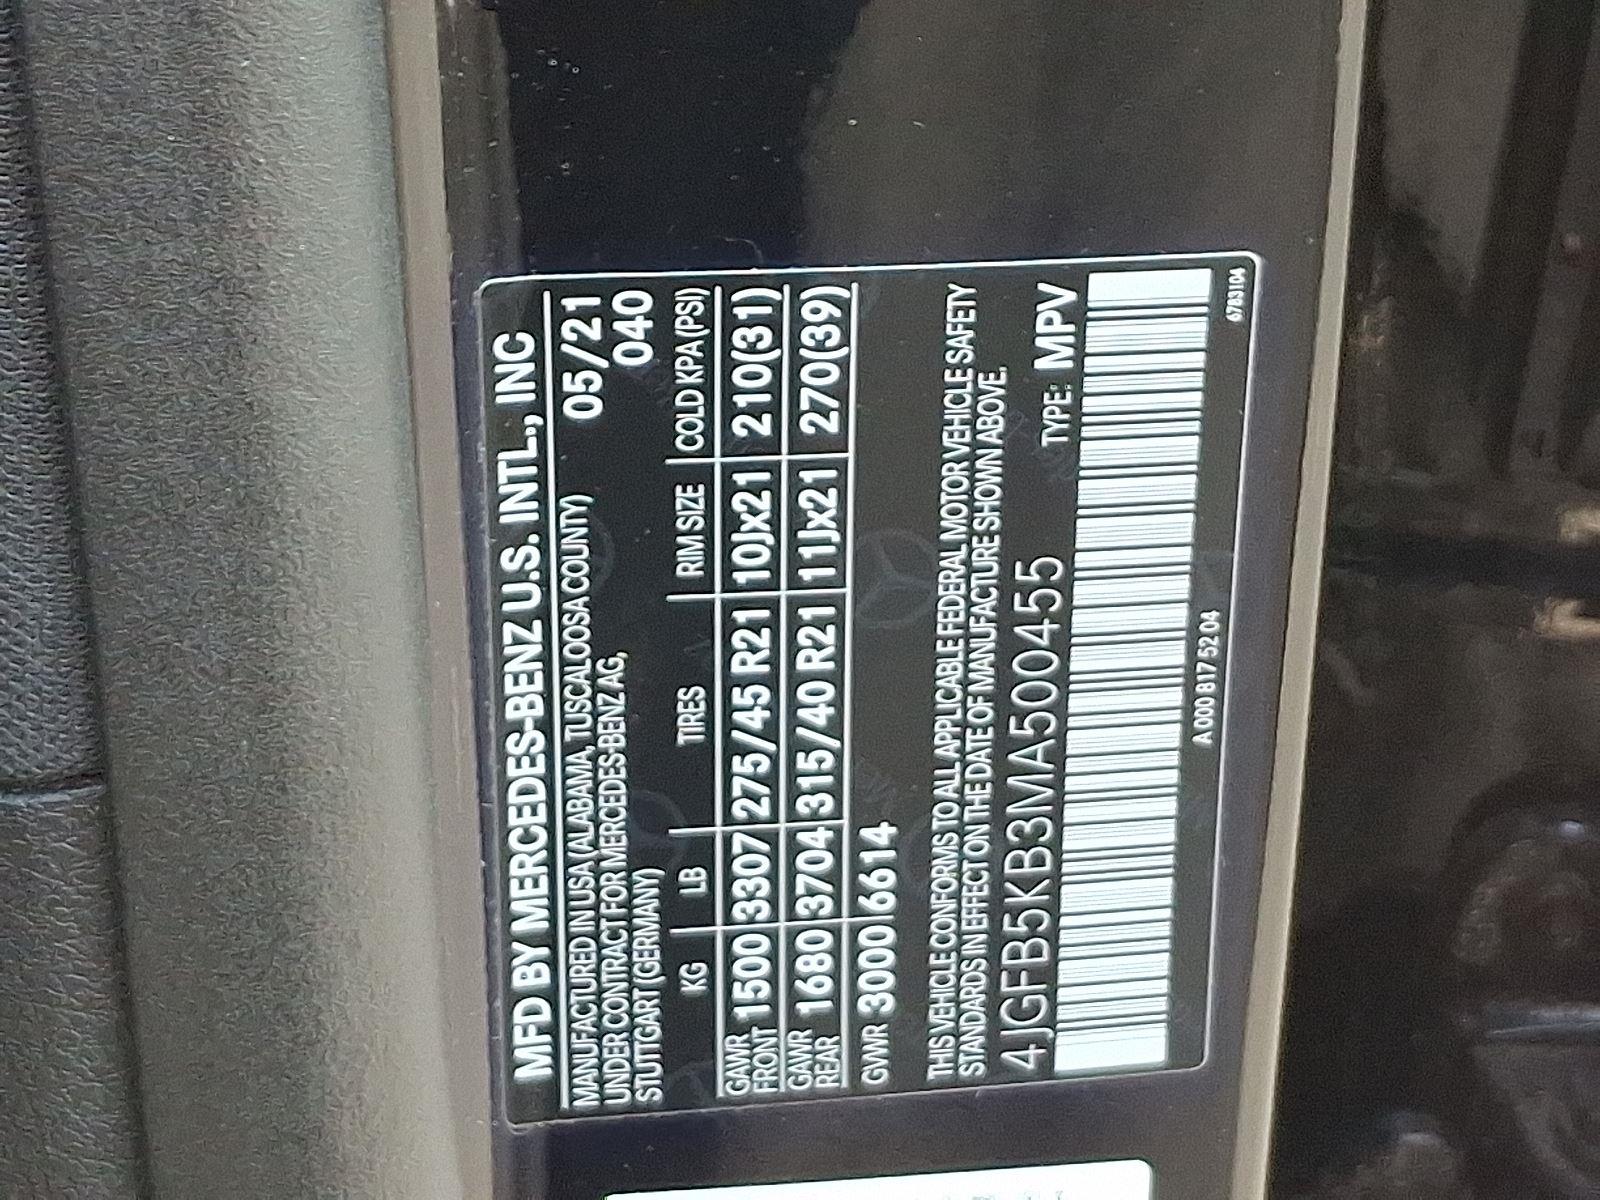 MFD BY MERCEDES-BENZ U.S. INTL., INC
MANUFACTURED IN USA (ALABAMA, TUSCALOOSA COUNTY) 05/21
UNDER CONTRACT FOR MERCEDES-BENZ AG, 040
STUTTGART (GERMANY)
KG LB TIRES RIM SIZE COLD KPA (PSI)
GAWR FRONT 1500 3307 275/45 R21 10Jx21 210(31)
GAWR REAR 1680 3704 315/40 R21 11Jx21 270(39)
GVWR 3000 6614
THIS VEHICLE CONFORMS TO ALL APPLICABLE FEDERAL MOTOR VEHICLE SAFETY
STANDARDS IN EFFECT ON THE DATE OF MANUFACTURE SHOWN ABOVE.
4JGFB5KB3MA500455 TYPE: MPV
A 000 817 52 04 6783104